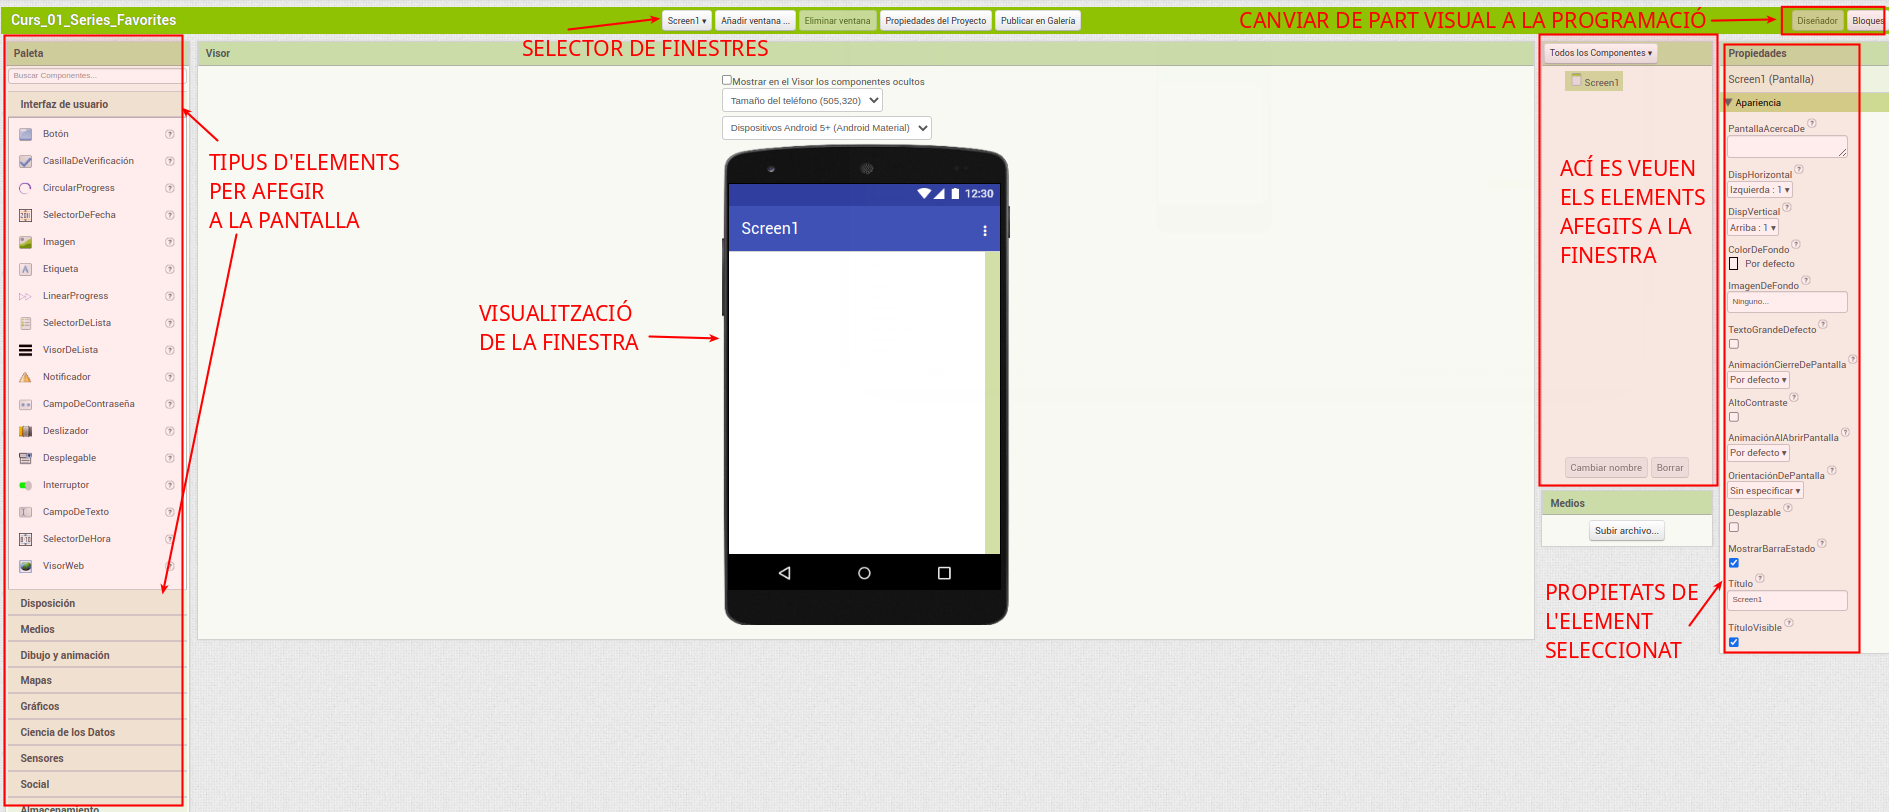 Curs_01_Series_Favorites
Screen1 ▾
Añadir ventana ...
Eliminar ventana
Propiedades del Proyecto
Publicar en Galería
CANVIAR DE PART VISUAL A LA PROGRAMACIÓ
Diseñador
Bloques
SELECTOR DE FINESTRES
Paleta
Buscar Componentes...
Interfaz de usuario
Botón
CasillaDeVerificación
CircularProgress
SelectorDeFecha
Imagen
Etiqueta
LinearProgress
SelectorDeLista
VisorDeLista
Notificador
CampoDeContraseña
Deslizador
Desplegable
Interruptor
CampoDeTexto
SelectorDeHora
VisorWeb
Disposición
Medios
Dibujo y animación
Mapas
Gráficos
Ciencia de los Datos
Sensores
Social
Almacenamiento
TIPUS D'ELEMENTS
PER AFEGIR
A LA PANTALLA
Visor
Mostrar en el Visor los componentes ocultos
Tamaño del teléfono (505,320)
Dispositivos Android 5+ (Android Material)
12:30
Screen1
VISUALITZACIÓ
DE LA FINESTRA
Todos los Componentes ▾
Screen1
ACÍ ES VEUEN
ELS ELEMENTS
AFEGITS A LA
FINESTRA
Cambiar nombre
Borrar
Medios
Subir archivo...
PROPIETATS DE
L'ELEMENT
SELECCIONAT
Propiedades
Screen1 (Pantalla)
Apariencia
PantallaAcercaDe
DispHorizontal
Izquierda : 1 ▾
DispVertical
Arriba : 1 ▾
ColorDeFondo
Por defecto
ImagenDeFondo
Ninguno...
TextoGrandeDefecto
AnimaciónCierreDePantalla
Por defecto ▾
AltoContraste
AnimaciónAlAbrirPantalla
Por defecto ▾
OrientaciónDePantalla
Sin especificar ▾
Desplazable
MostrarBarraEstado
Título
Screen1
TítuloVisible